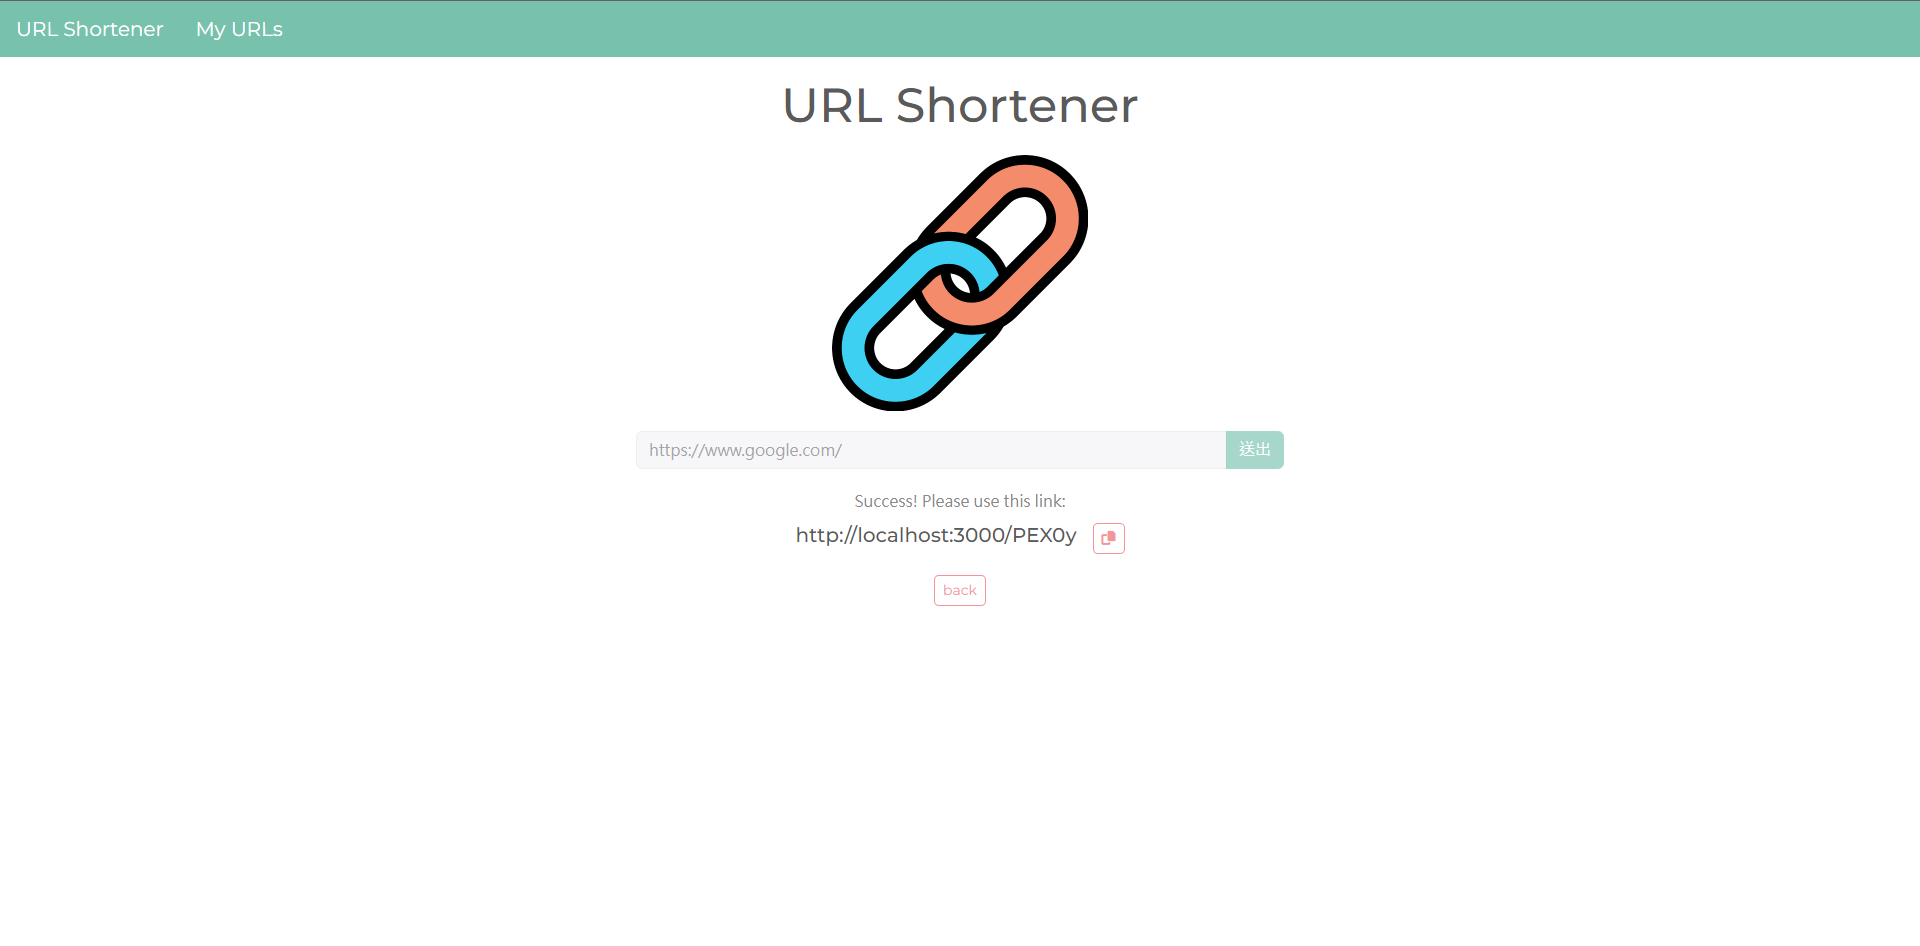 URL Shortener My URLs
URL Shortener
https://www.google.com/ 送出
Success! Please use this link:
http://localhost:3000/PEX0y
back